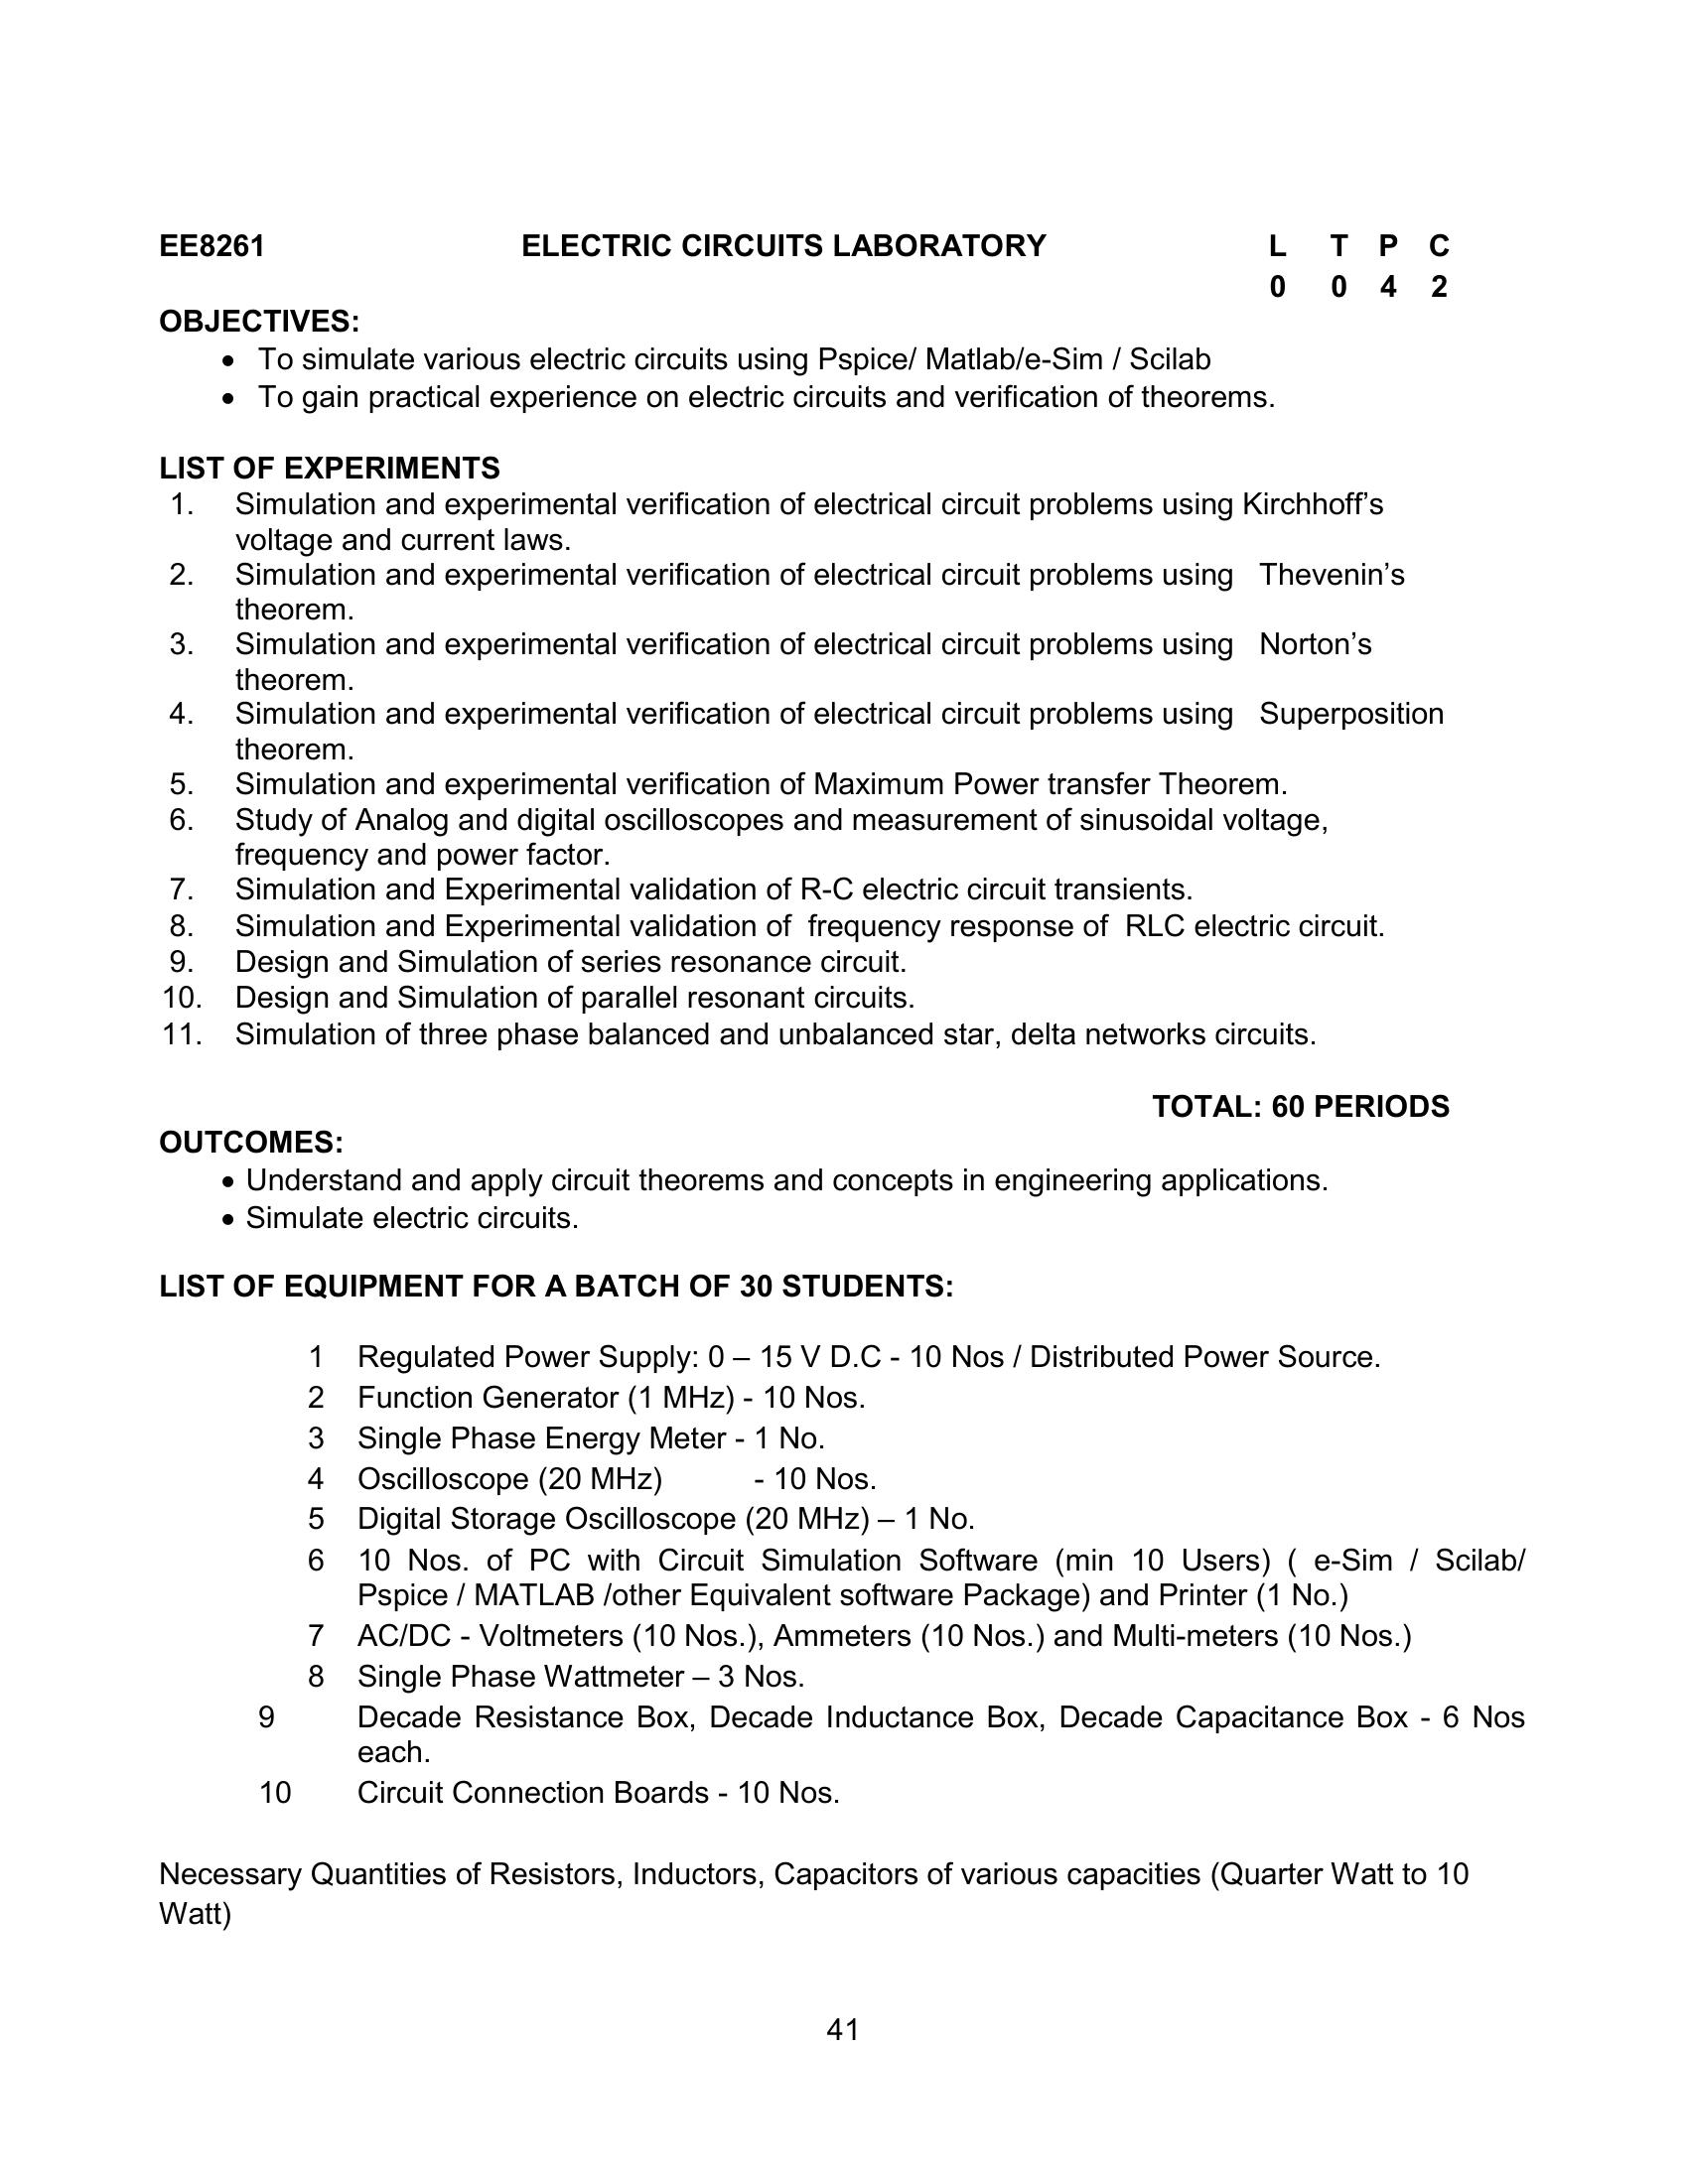 EE8261 ELECTRIC CIRCUITS LABORATORY L T P C
0 0 4 2
OBJECTIVES:
• To simulate various electric circuits using Pspice/ Matlab/e-Sim / Scilab
• To gain practical experience on electric circuits and verification of theorems.
LIST OF EXPERIMENTS
1. Simulation and experimental verification of electrical circuit problems using Kirchhoff’s
voltage and current laws.
2. Simulation and experimental verification of electrical circuit problems using Thevenin’s
theorem.
3. Simulation and experimental verification of electrical circuit problems using Norton’s
theorem.
4. Simulation and experimental verification of electrical circuit problems using Superposition
theorem.
5. Simulation and experimental verification of Maximum Power transfer Theorem.
6. Study of Analog and digital oscilloscopes and measurement of sinusoidal voltage,
frequency and power factor.
7. Simulation and Experimental validation of R-C electric circuit transients.
8. Simulation and Experimental validation of frequency response of RLC electric circuit.
9. Design and Simulation of series resonance circuit.
10. Design and Simulation of parallel resonant circuits.
11. Simulation of three phase balanced and unbalanced star, delta networks circuits.
TOTAL: 60 PERIODS
OUTCOMES:
• Understand and apply circuit theorems and concepts in engineering applications.
• Simulate electric circuits.
LIST OF EQUIPMENT FOR A BATCH OF 30 STUDENTS:
1 Regulated Power Supply: 0 – 15 V D.C - 10 Nos / Distributed Power Source.
2 Function Generator (1 MHz) - 10 Nos.
3 Single Phase Energy Meter - 1 No.
4 Oscilloscope (20 MHz) - 10 Nos.
5 Digital Storage Oscilloscope (20 MHz) – 1 No.
6 10 Nos. of PC with Circuit Simulation Software (min 10 Users) ( e-Sim / Scilab/
Pspice / MATLAB /other Equivalent software Package) and Printer (1 No.)
7 AC/DC - Voltmeters (10 Nos.), Ammeters (10 Nos.) and Multi-meters (10 Nos.)
8 Single Phase Wattmeter – 3 Nos.
9 Decade Resistance Box, Decade Inductance Box, Decade Capacitance Box - 6 Nos
each.
10 Circuit Connection Boards - 10 Nos.
Necessary Quantities of Resistors, Inductors, Capacitors of various capacities (Quarter Watt to 10
Watt)
41